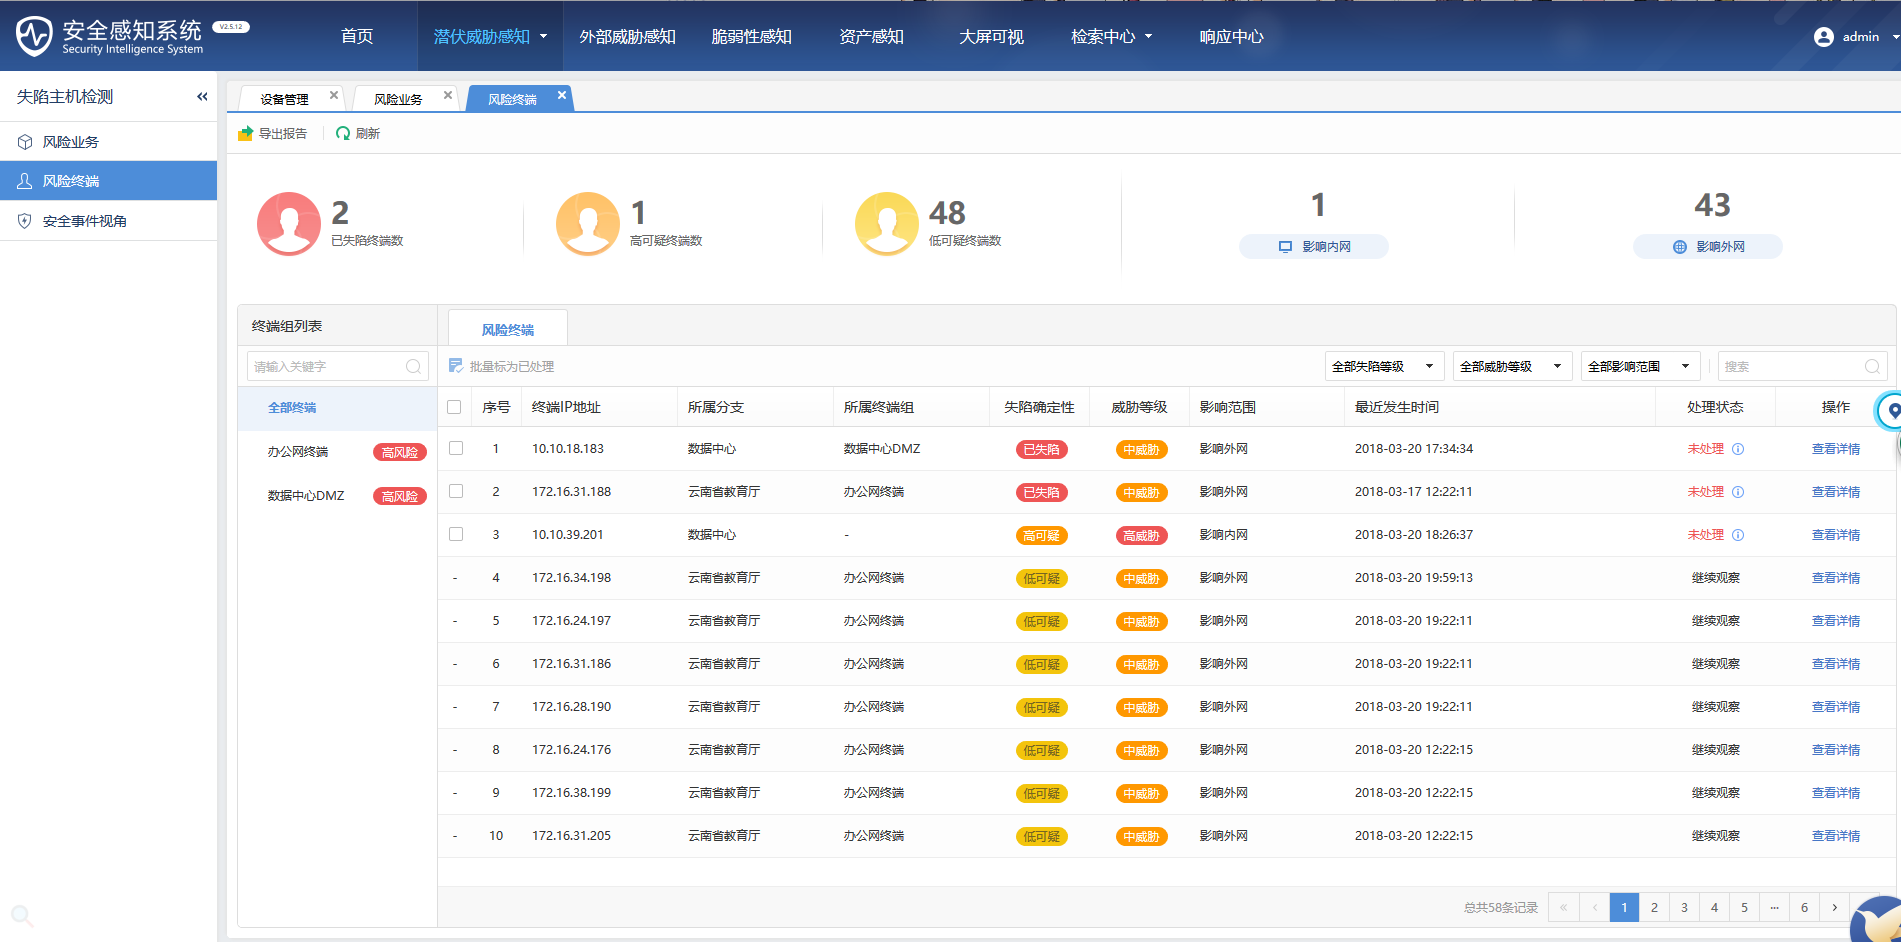 安全感知系统 V2.5.12
Security Intelligence System
首页 潜伏威胁感知 外部威胁感知 脆弱性感知 资产感知 大屏可视 检索中心 响应中心 admin
失陷主机检测 «
风险业务
风险终端
安全事件视角
设备管理 × 风险业务 × 风险终端 ×
导出报告 刷新
2 已失陷终端数
1 高可疑终端数
48 低可疑终端数
1 影响内网
43 影响外网
终端组列表
请输入关键字
全部终端
办公网终端 高风险
数据中心DMZ 高风险
风险终端
批量标为已处理 全部失陷等级 全部威胁等级 全部影响范围 搜索
序号 终端IP地址 所属分支 所属终端组 失陷确定性 威胁等级 影响范围 最近发生时间 处理状态 操作
1 10.10.18.183 数据中心 数据中心DMZ 已失陷 中威胁 影响外网 2018-03-20 17:34:34 未处理 查看详情
2 172.16.31.188 云南省教育厅 办公网终端 已失陷 中威胁 影响外网 2018-03-17 12:22:11 未处理 查看详情
3 10.10.39.201 数据中心 - 高可疑 高威胁 影响内网 2018-03-20 18:26:37 未处理 查看详情
- 4 172.16.34.198 云南省教育厅 办公网终端 低可疑 中威胁 影响外网 2018-03-20 19:59:13 继续观察 查看详情
- 5 172.16.24.197 云南省教育厅 办公网终端 低可疑 中威胁 影响外网 2018-03-20 19:22:11 继续观察 查看详情
- 6 172.16.31.186 云南省教育厅 办公网终端 低可疑 中威胁 影响外网 2018-03-20 19:22:11 继续观察 查看详情
- 7 172.16.28.190 云南省教育厅 办公网终端 低可疑 中威胁 影响外网 2018-03-20 19:22:11 继续观察 查看详情
- 8 172.16.24.176 云南省教育厅 办公网终端 低可疑 中威胁 影响外网 2018-03-20 12:22:15 继续观察 查看详情
- 9 172.16.38.199 云南省教育厅 办公网终端 低可疑 中威胁 影响外网 2018-03-20 12:22:15 继续观察 查看详情
- 10 172.16.31.205 云南省教育厅 办公网终端 低可疑 中威胁 影响外网 2018-03-20 12:22:15 继续观察 查看详情
总共58条记录 « ‹ 1 2 3 4 5 ... 6 ›